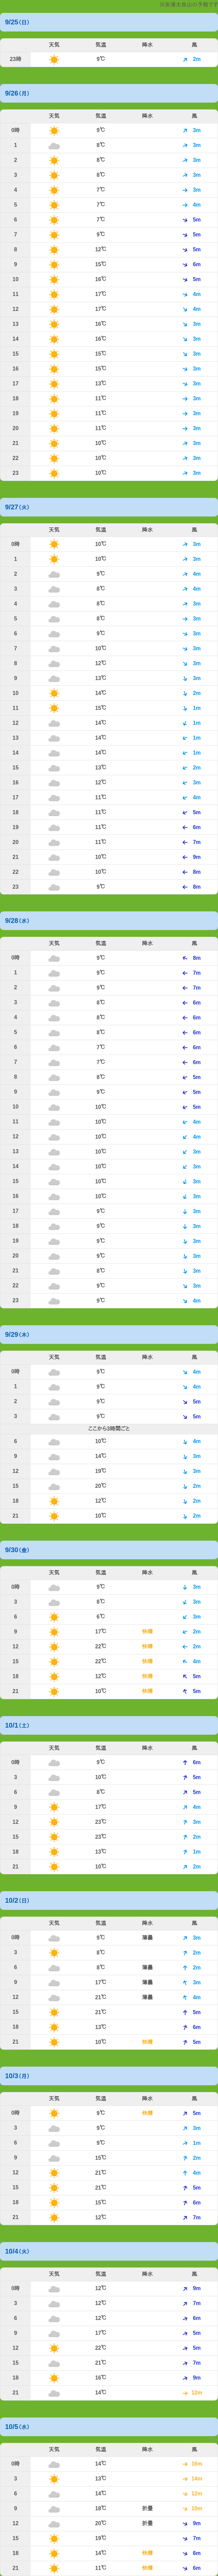 の予報です
9/25(日)
天気 気温 降水 風
23時 9℃ 2m
9/26(月)
天気 気温 降水 風
0時 9℃ 3m
1 8℃ 3m
2 8℃ 3m
3 8℃ 3m
4 7℃ 3m
5 7℃ 4m
6 7℃ 5m
7 9℃ 5m
8 12℃ 5m
9 15℃ 6m
10 16℃ 5m
11 17℃ 4m
12 17℃ 4m
13 16℃ 3m
14 16℃ 3m
15 15℃ 3m
16 15℃ 3m
17 13℃ 3m
18 11℃ 3m
19 11℃ 3m
20 11℃ 3m
21 10℃ 3m
22 10℃ 3m
23 10℃ 3m
9/27(火)
天気 気温 降水 風
0時 10℃ 3m
1 10℃ 3m
2 9℃ 4m
3 8℃ 4m
4 8℃ 3m
5 8℃ 3m
6 9℃ 3m
7 10℃ 3m
8 12℃ 3m
9 13℃ 3m
10 14℃ 2m
11 15℃ 1m
12 14℃ 1m
13 14℃ 1m
14 14℃ 1m
15 13℃ 2m
16 12℃ 3m
17 11℃ 4m
18 11℃ 5m
19 11℃ 6m
20 11℃ 7m
21 10℃ 9m
22 10℃ 8m
23 9℃ 8m
9/28(水)
天気 気温 降水 風
0時 9℃ 8m
1 9℃ 7m
2 9℃ 7m
3 8℃ 6m
4 8℃ 6m
5 8℃ 6m
6 7℃ 6m
7 7℃ 6m
8 8℃ 5m
9 9℃ 5m
10 10℃ 5m
11 10℃ 4m
12 10℃ 4m
13 10℃ 3m
14 10℃ 3m
15 10℃ 3m
16 10℃ 3m
17 9℃ 3m
18 9℃ 3m
19 9℃ 3m
20 9℃ 3m
21 8℃ 3m
22 9℃ 3m
23 9℃ 4m
9/29(木)
天気 気温 降水 風
0時 9℃ 4m
1 9℃ 4m
2 9℃ 5m
3 9℃ 5m
ここから3時間ごと
6 10℃ 4m
9 14℃ 3m
12 19℃ 3m
15 20℃ 2m
18 12℃ 2m
21 10℃ 2m
9/30(金)
天気 気温 降水 風
0時 9℃ 3m
3 8℃ 3m
6 6℃ 3m
9 17℃ 快晴 2m
12 22℃ 快晴 2m
15 22℃ 快晴 4m
18 12℃ 快晴 5m
21 10℃ 快晴 5m
10/1(土)
天気 気温 降水 風
0時 9℃ 6m
3 10℃ 5m
6 8℃ 5m
9 17℃ 4m
12 23℃ 3m
15 23℃ 2m
18 13℃ 1m
21 10℃ 2m
10/2(日)
天気 気温 降水 風
0時 9℃ 薄曇 3m
3 8℃ 2m
6 8℃ 薄曇 2m
9 17℃ 薄曇 3m
12 21℃ 薄曇 4m
15 21℃ 5m
18 13℃ 6m
21 10℃ 快晴 5m
10/3(月)
天気 気温 降水 風
0時 9℃ 快晴 5m
3 9℃ 3m
6 9℃ 1m
9 15℃ 2m
12 21℃ 4m
15 21℃ 5m
18 15℃ 6m
21 12℃ 7m
10/4(火)
天気 気温 降水 風
0時 12℃ 9m
3 12℃ 7m
6 12℃ 6m
9 17℃ 5m
12 22℃ 5m
15 21℃ 7m
18 16℃ 9m
21 14℃ 12m
10/5(水)
天気 気温 降水 風
0時 14℃ 16m
3 13℃ 14m
6 14℃ 12m
9 18℃ 10m
12 20℃ 9m
15 19℃ 7m
18 14℃ 快晴 6m
21 11℃ 快晴 6m